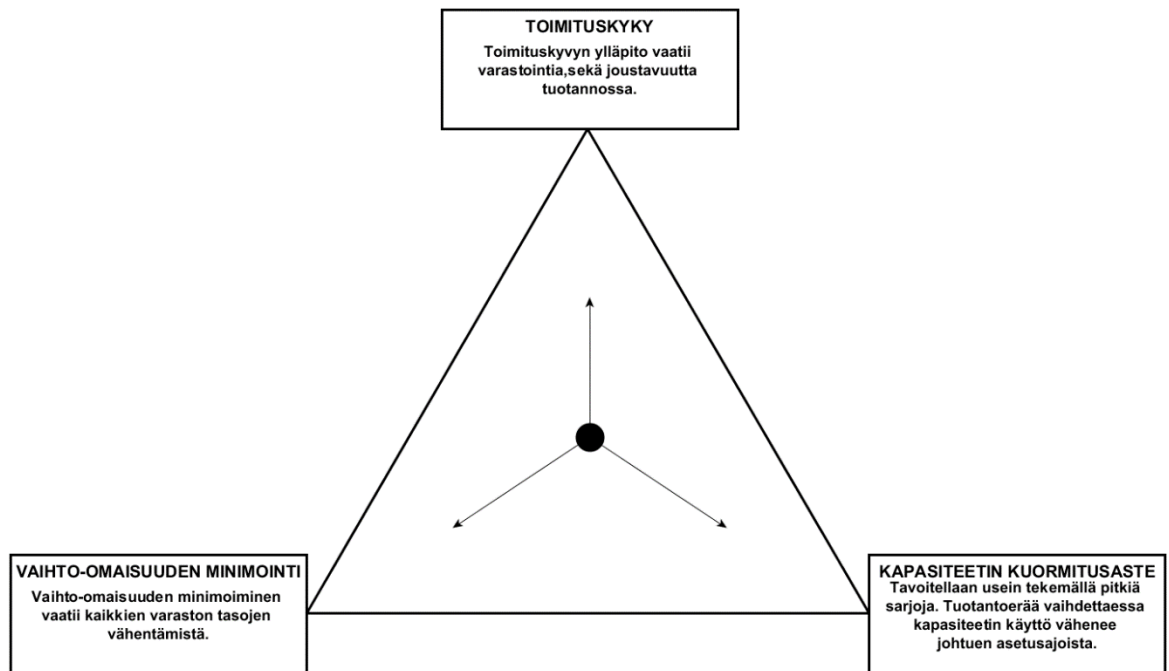 TOIMITUSKYKY
Toimituskyvyn ylläpito vaatii
varastointia,sekä joustavuutta
tuotannossa.
VAIHTO-OMAISUUDEN MINIMOINTI
Vaihto-omaisuuden minimoiminen
vaatii kaikkien varaston tasojen
vähentämistä.
KAPASITEETIN KUORMITUSASTE
Tavoitellaan usein tekemällä pitkiä
sarjoja. Tuotantoerää vaihdettaessa
kapasiteetin käyttö vähenee
johtuen asetusajoista.